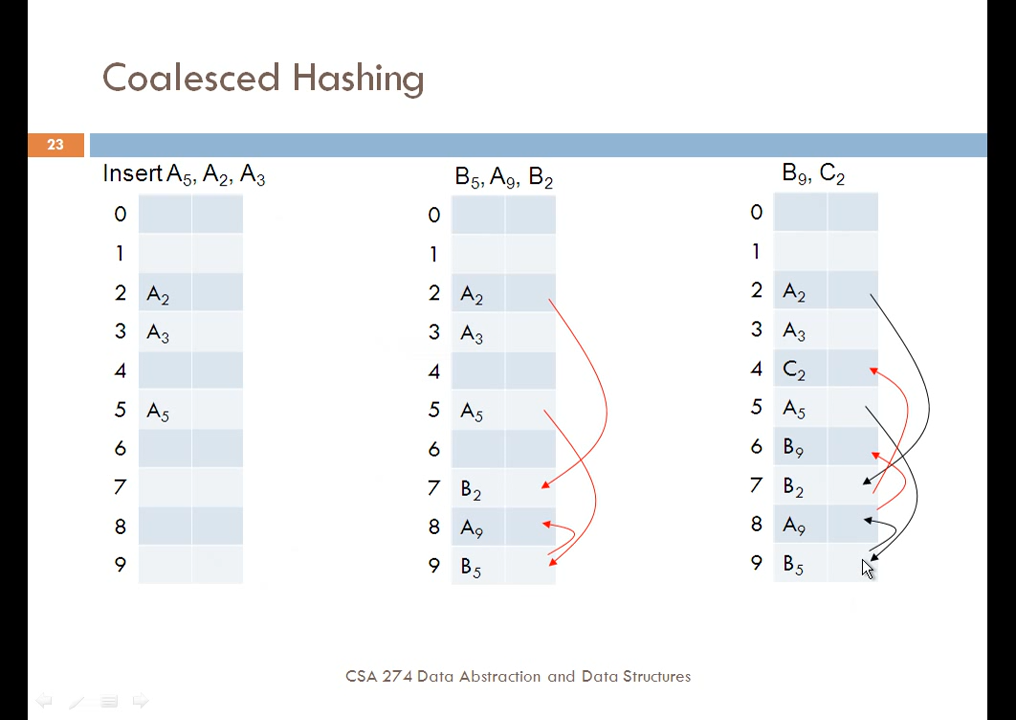 Coalesced Hashing
23
Insert A₅, A₂, A₃
0
1
2 A₂
3 A₃
4
5 A₅
6
7
8
9
B₅, A₉, B₂
0
1
2 A₂
3 A₃
4
5 A₅
6
7 B₂
8 A₉
9 B₅
B₉, C₂
0
1
2 A₂
3 A₃
4 C₂
5 A₅
6 B₉
7 B₂
8 A₉
9 B₅
CSA 274 Data Abstraction and Data Structures